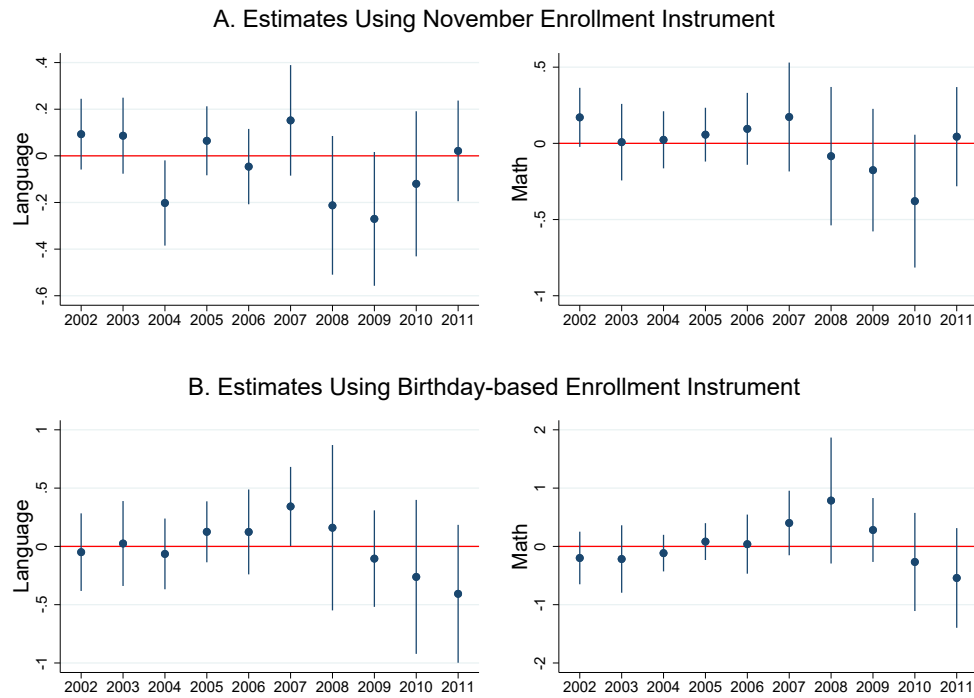 A. Estimates Using November Enrollment Instrument
Language
.4
.2
0
-.2
-.4
-.6
2002 2003 2004 2005 2006 2007 2008 2009 2010 2011
Math
.5
0
-.5
-1
2002 2003 2004 2005 2006 2007 2008 2009 2010 2011
B. Estimates Using Birthday-based Enrollment Instrument
Language
1
.5
0
-.5
-1
2002 2003 2004 2005 2006 2007 2008 2009 2010 2011
Math
2
1
0
-1
-2
2002 2003 2004 2005 2006 2007 2008 2009 2010 2011